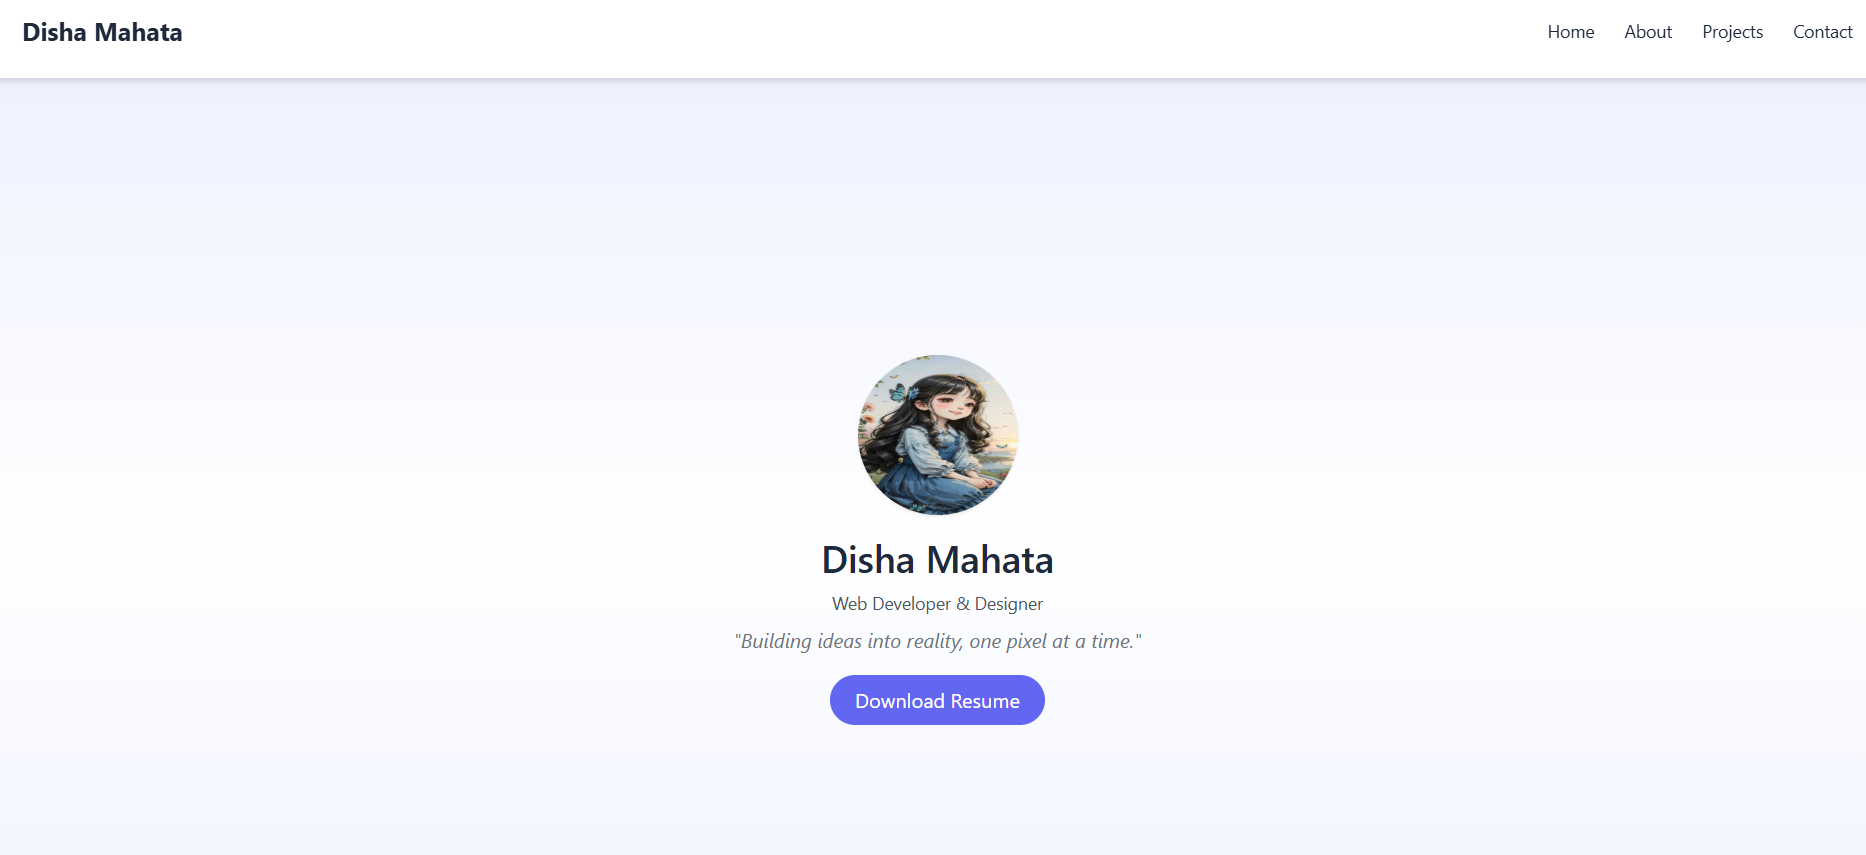 Disha Mahata
Home About Projects Contact
Disha Mahata
Web Developer & Designer
"Building ideas into reality, one pixel at a time."
Download Resume